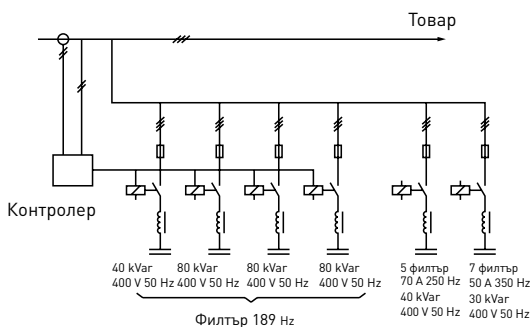 Товар
Контролер
40 kVar
400 V 50 Hz
80 kVar
400 V 50 Hz
80 kVar
400 V 50 Hz
80 kVar
400 V 50 Hz
5 филтър
70 A 250 Hz
40 kVar
400 V 50 Hz
7 филтър
50 A 350 Hz
30 kVar
400 V 50 Hz
Филтър 189 Hz